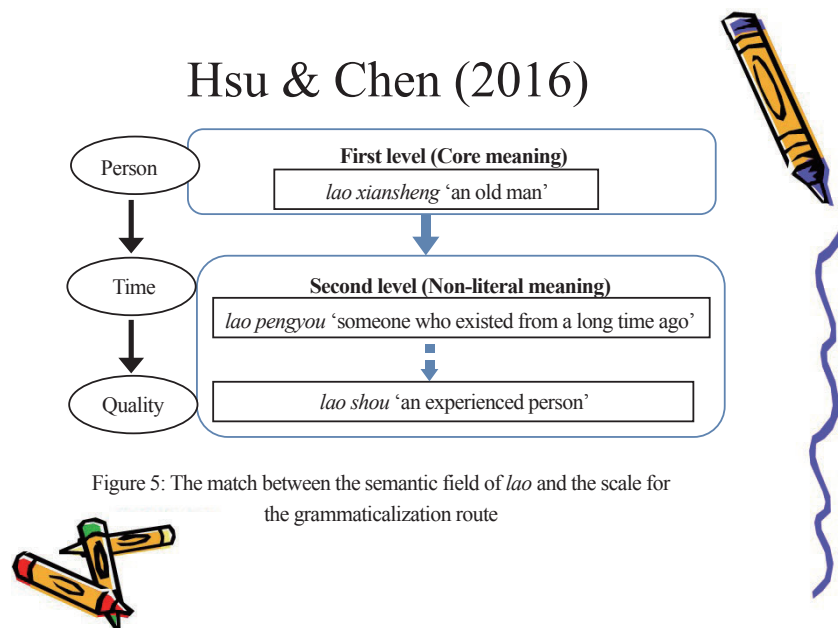 Hsu & Chen (2016)
Person
First level (Core meaning)
lao xiansheng ‘an old man’
Time
Second level (Non-literal meaning)
lao pengyou ‘someone who existed from a long time ago’
Quality
lao shou ‘an experienced person’
Figure 5: The match between the semantic field of lao and the scale for
the grammaticalization route